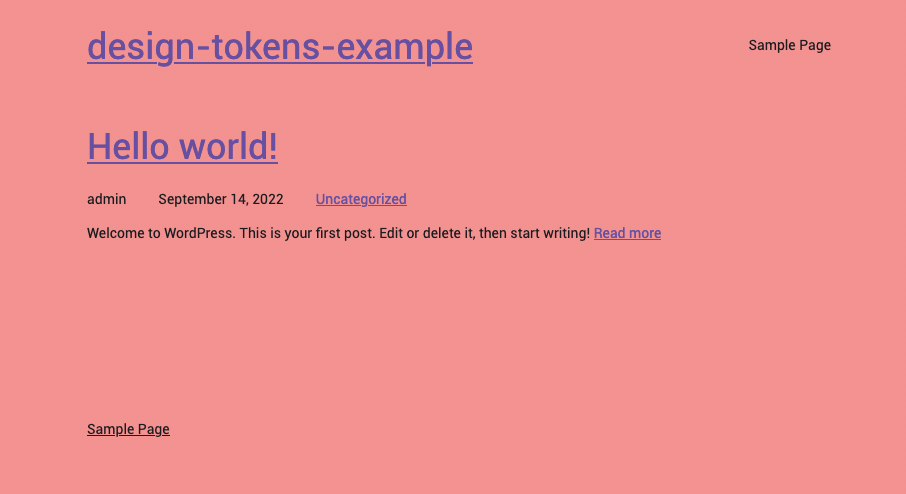 design-tokens-example
Sample Page
Hello world!
admin September 14, 2022 Uncategorized
Welcome to WordPress. This is your first post. Edit or delete it, then start writing! Read more
Sample Page